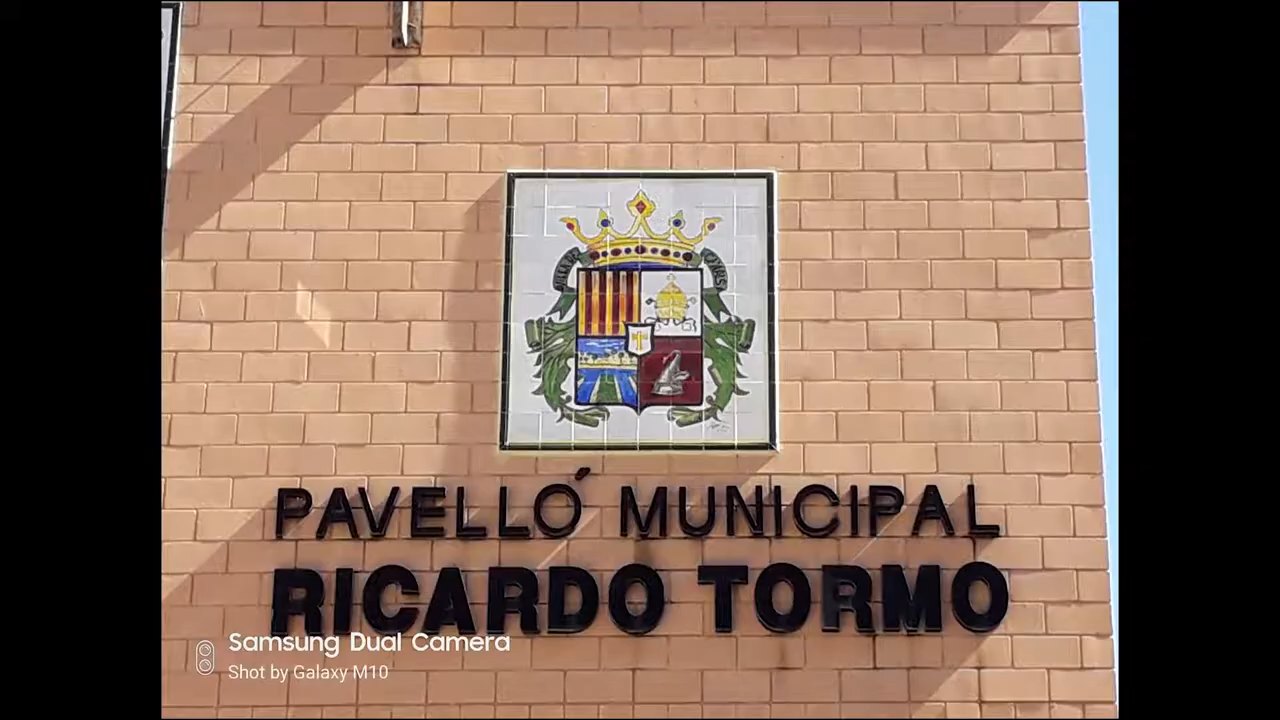 PAVELLÓ MUNICIPAL
RICARDO TORMO
SAMSUNG DUAL CAMERA
Shot by Galaxy M10